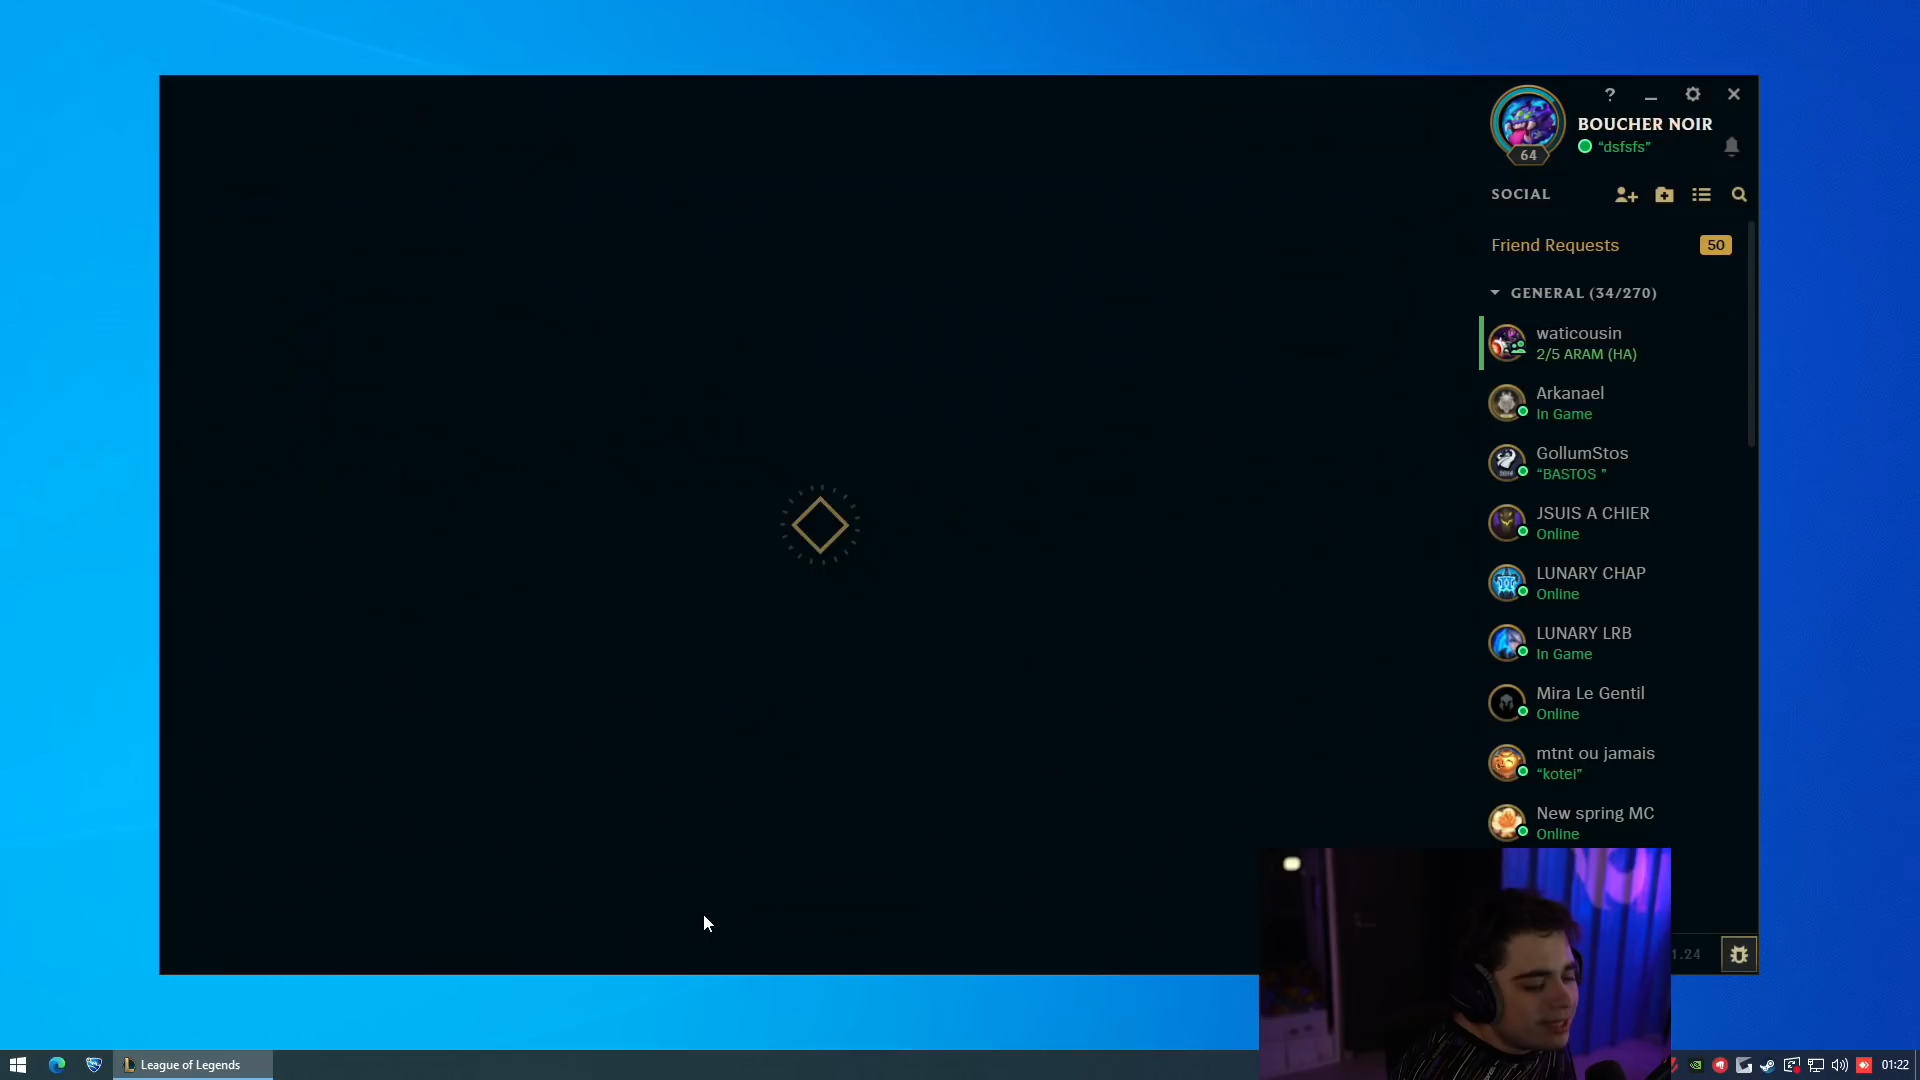 ?
BOUCHER NOIR
“dsfsfs”
64
SOCIAL
Friend Requests 50
GENERAL (34/270)
waticousin
2/5 ARAM (HA)
Arkanael
In Game
GollumStos
“BASTOS ”
JSUIS A CHIER
Online
LUNARY CHAP
Online
LUNARY LRB
In Game
Mira Le Gentil
Online
mtnt ou jamais
“kotei”
New spring MC
Online
1.24
League of Legends
01:22